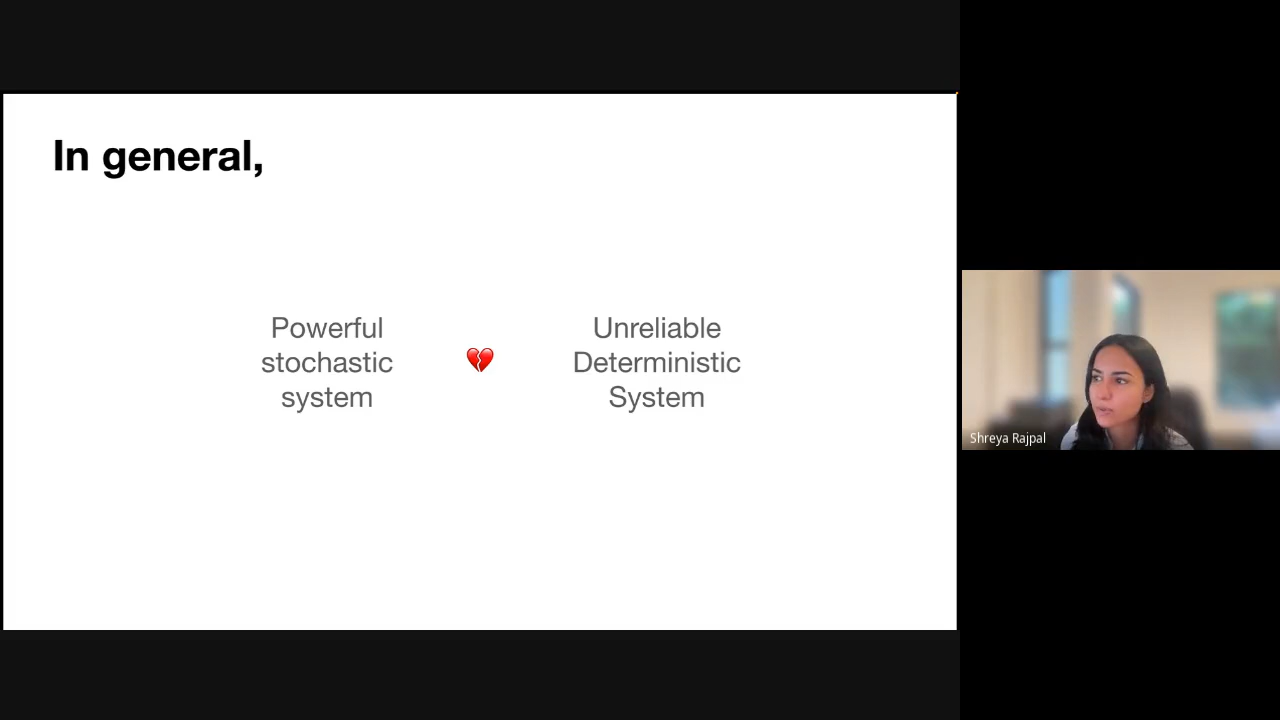 In general,
Powerful
stochastic
system
💔
Unreliable
Deterministic
System
Shreya Rajpal